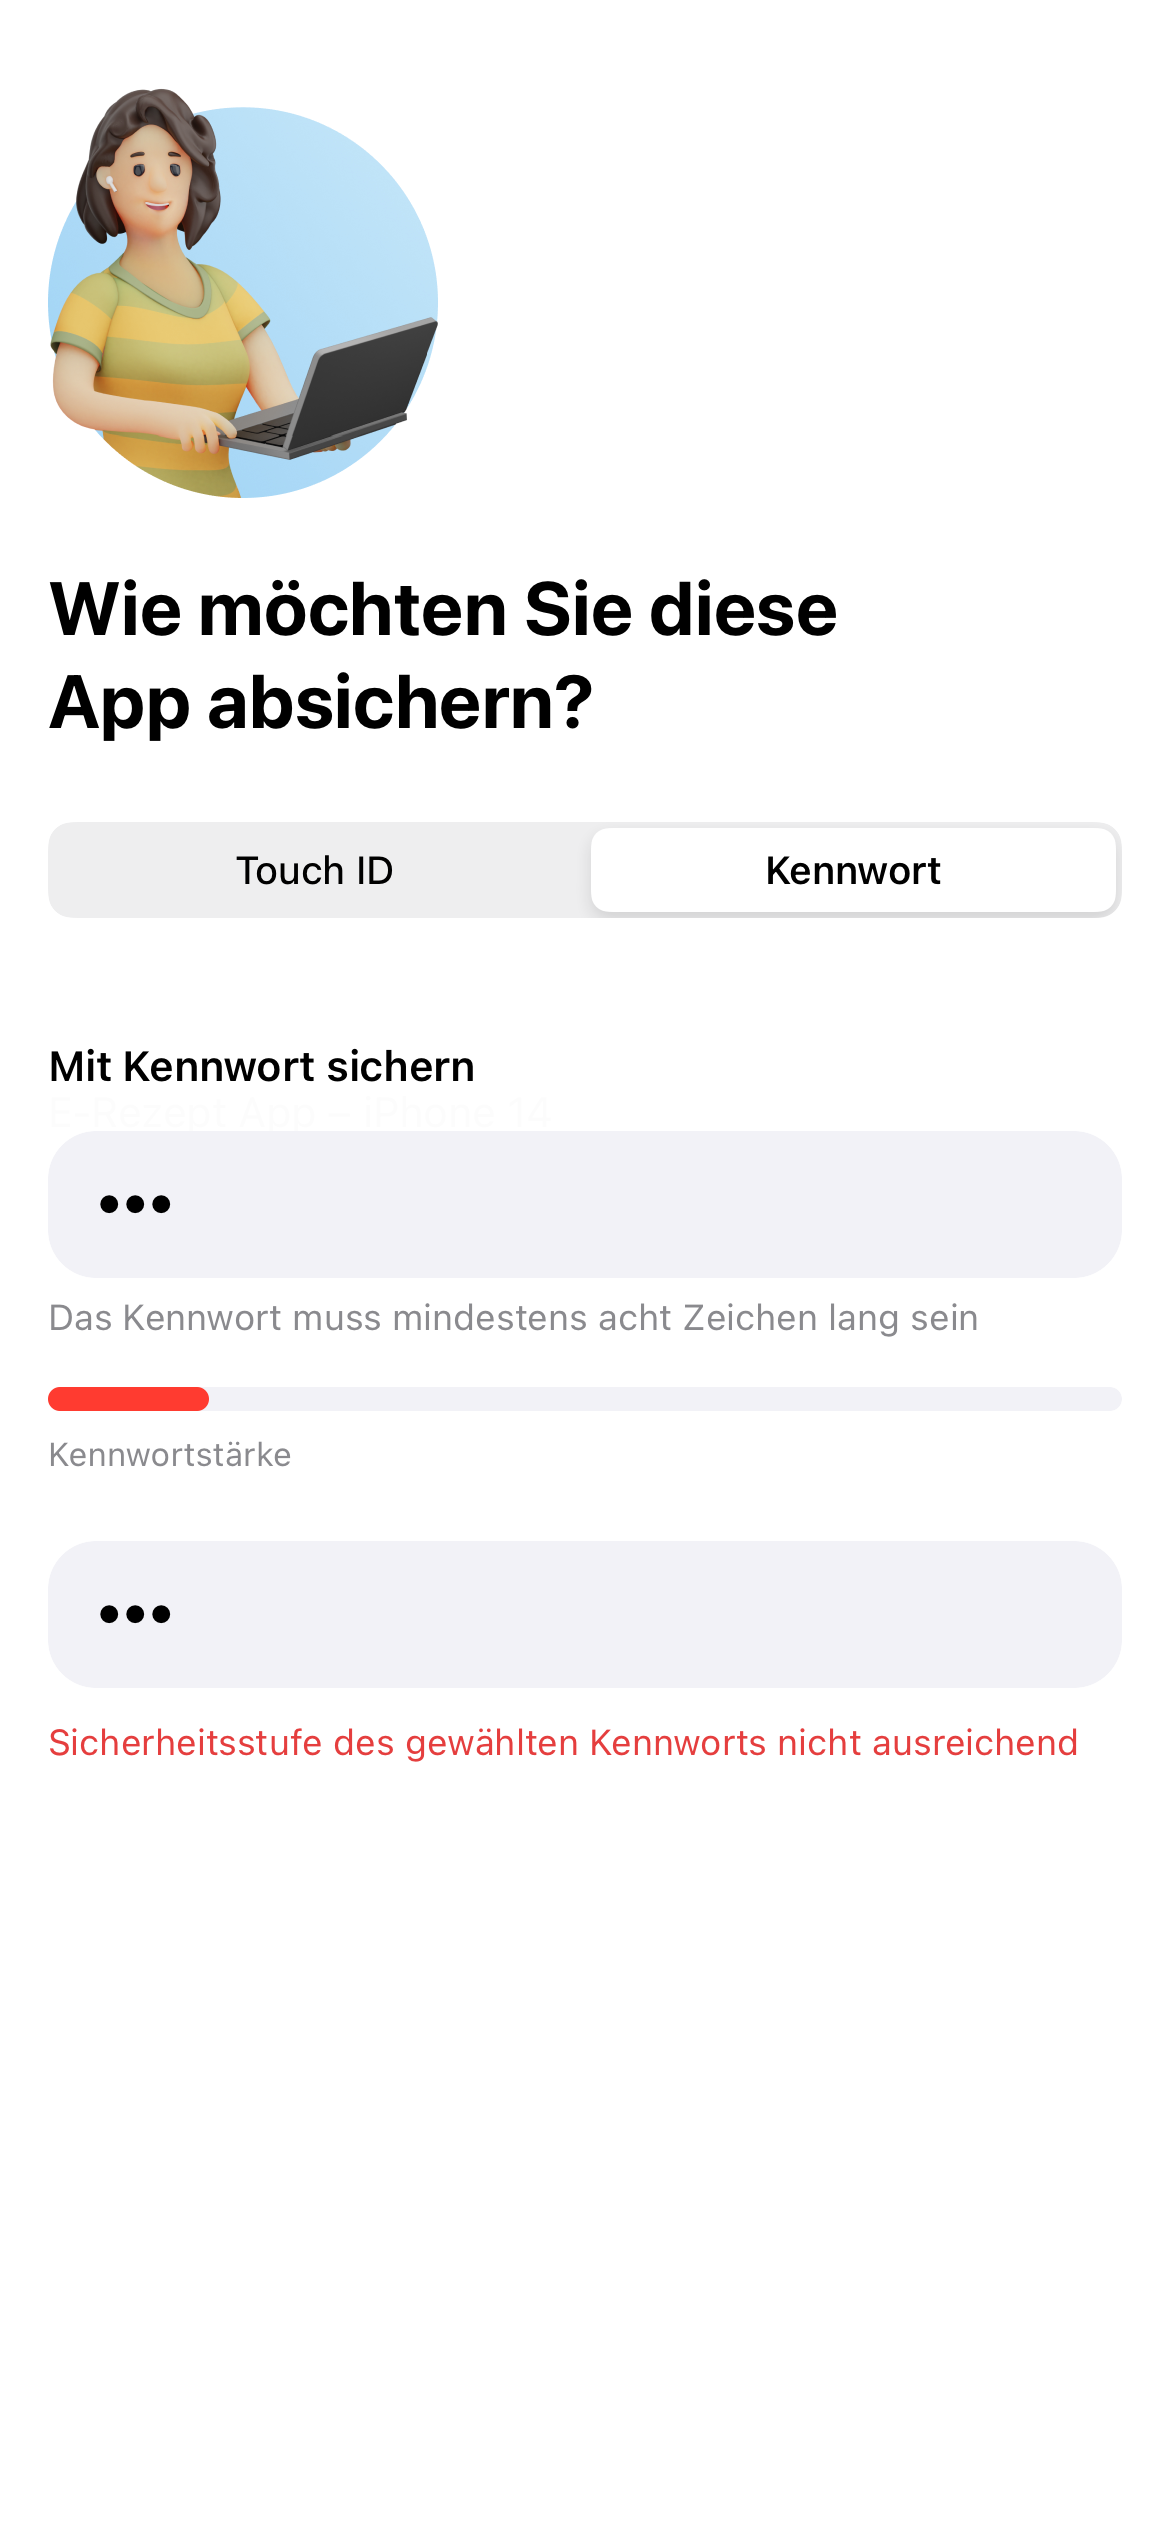 Wie möchten Sie diese
App absichern?
Touch ID
Kennwort
Mit Kennwort sichern
E-Rezept App – iPhone 14
Das Kennwort muss mindestens acht Zeichen lang sein
Kennwortstärke
Sicherheitsstufe des gewählten Kennworts nicht ausreichend